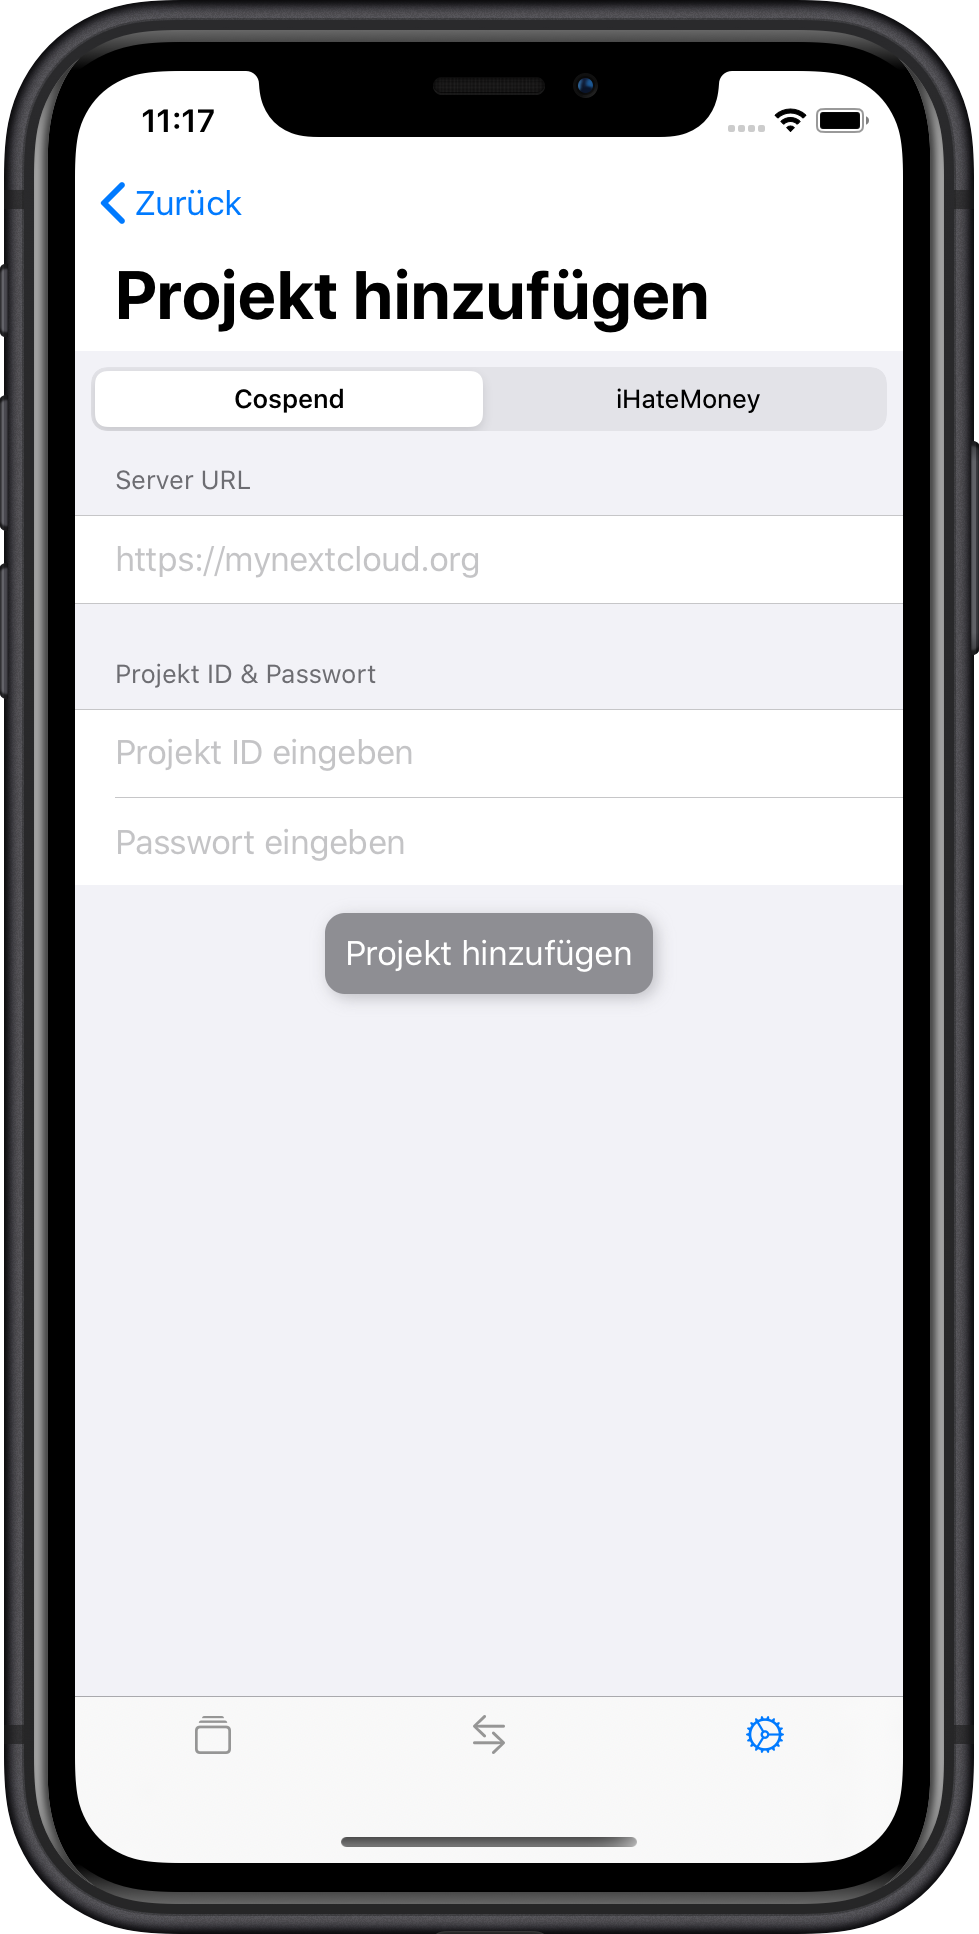 11:17
Zurück
Projekt hinzufügen
Cospend
iHateMoney
Server URL
https://mynextcloud.org
Projekt ID & Passwort
Projekt ID eingeben
Passwort eingeben
Projekt hinzufügen